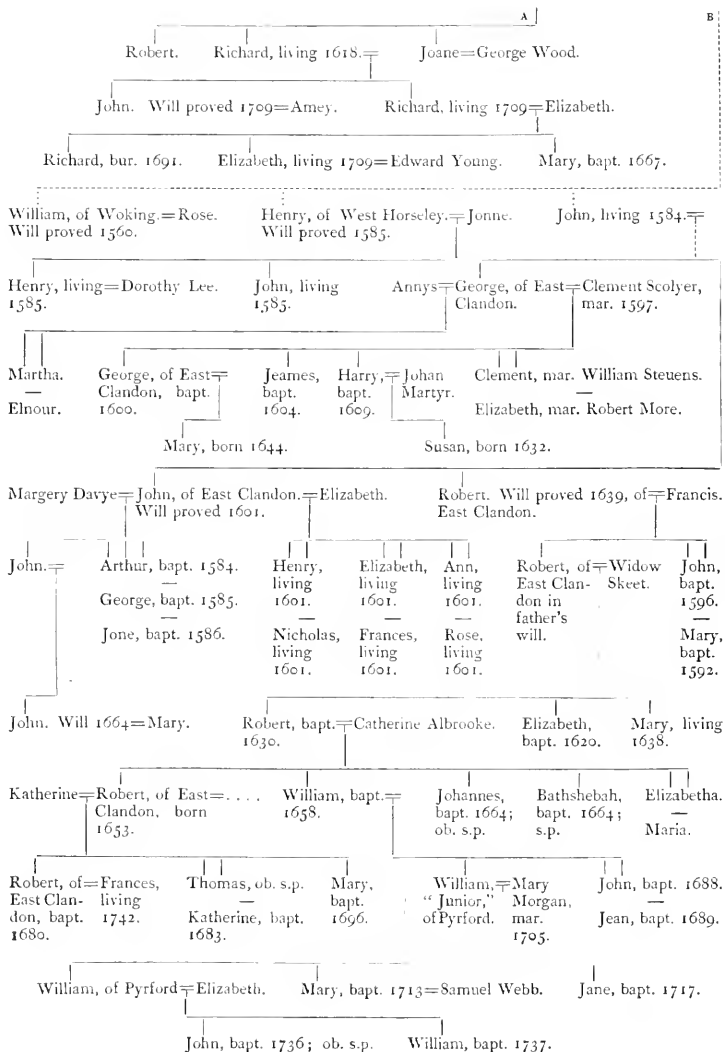 A B
Robert. Richard, living 1618. Joane=George Wood.
John. Will proved 1709=Amey. Richard, living 1709=Elizabeth.
Richard, bur. 1691. Elizabeth, living 1709=Edward Young. Mary, bapt. 1667.
William, of Woking.=Rose. Henry, of West Horseley.=Jonne. John, living 1584.=
Will proved 1560. Will proved 1585.
Henry, living=Dorothy Lee. John, living Annys=George, of East=Clement Scolyer,
1585. 1585. Clandon. mar. 1597.
Martha. George, of East= Jeames, Harry,=Johan Clement, mar. William Steuens.
— Clandon, bapt. bapt. bapt. Martyr. —
Elnour. 1600. 1604. 1609. Elizabeth, mar. Robert More.
Mary, born 1644. Susan, born 1632.
Margery Davye=John, of East Clandon.=Elizabeth. Robert. Will proved 1639, of=Francis.
Will proved 1601. East Clandon.
John.= Arthur, bapt. 1584. Henry, Elizabeth, Ann, Robert, of=Widow John,
— living living living East Clan- Skeet. bapt.
George, bapt. 1585. 1601. 1601. 1601. don in 1596.
— — — — father's —
Jone, bapt. 1586. Nicholas, Frances, Rose, will. Mary,
living living living bapt.
1601. 1601. 1601. 1592.
John. Will 1664=Mary. Robert, bapt.=Catherine Albrooke. Elizabeth, Mary, living
1630. bapt. 1620. 1638.
Katherine=Robert, of East=. . . . William, bapt.= Johannes, Bathshebah, Elizabetha.
Clandon, born 1658. bapt. 1664; bapt. 1664; —
1653. ob. s.p. s.p. Maria.
Robert, of=Frances, Thomas, ob. s.p. Mary, William,=Mary John, bapt. 1688.
East Clan- living — bapt. "Junior," Morgan, —
don, bapt. 1742. Katherine, bapt. 1696. of Pyrford. mar. Jean, bapt. 1689.
1680. 1683. 1705.
William, of Pyrford=Elizabeth. Mary, bapt. 1713=Samuel Webb. Jane, bapt. 1717.
John, bapt. 1736; ob. s.p. William, bapt. 1737.